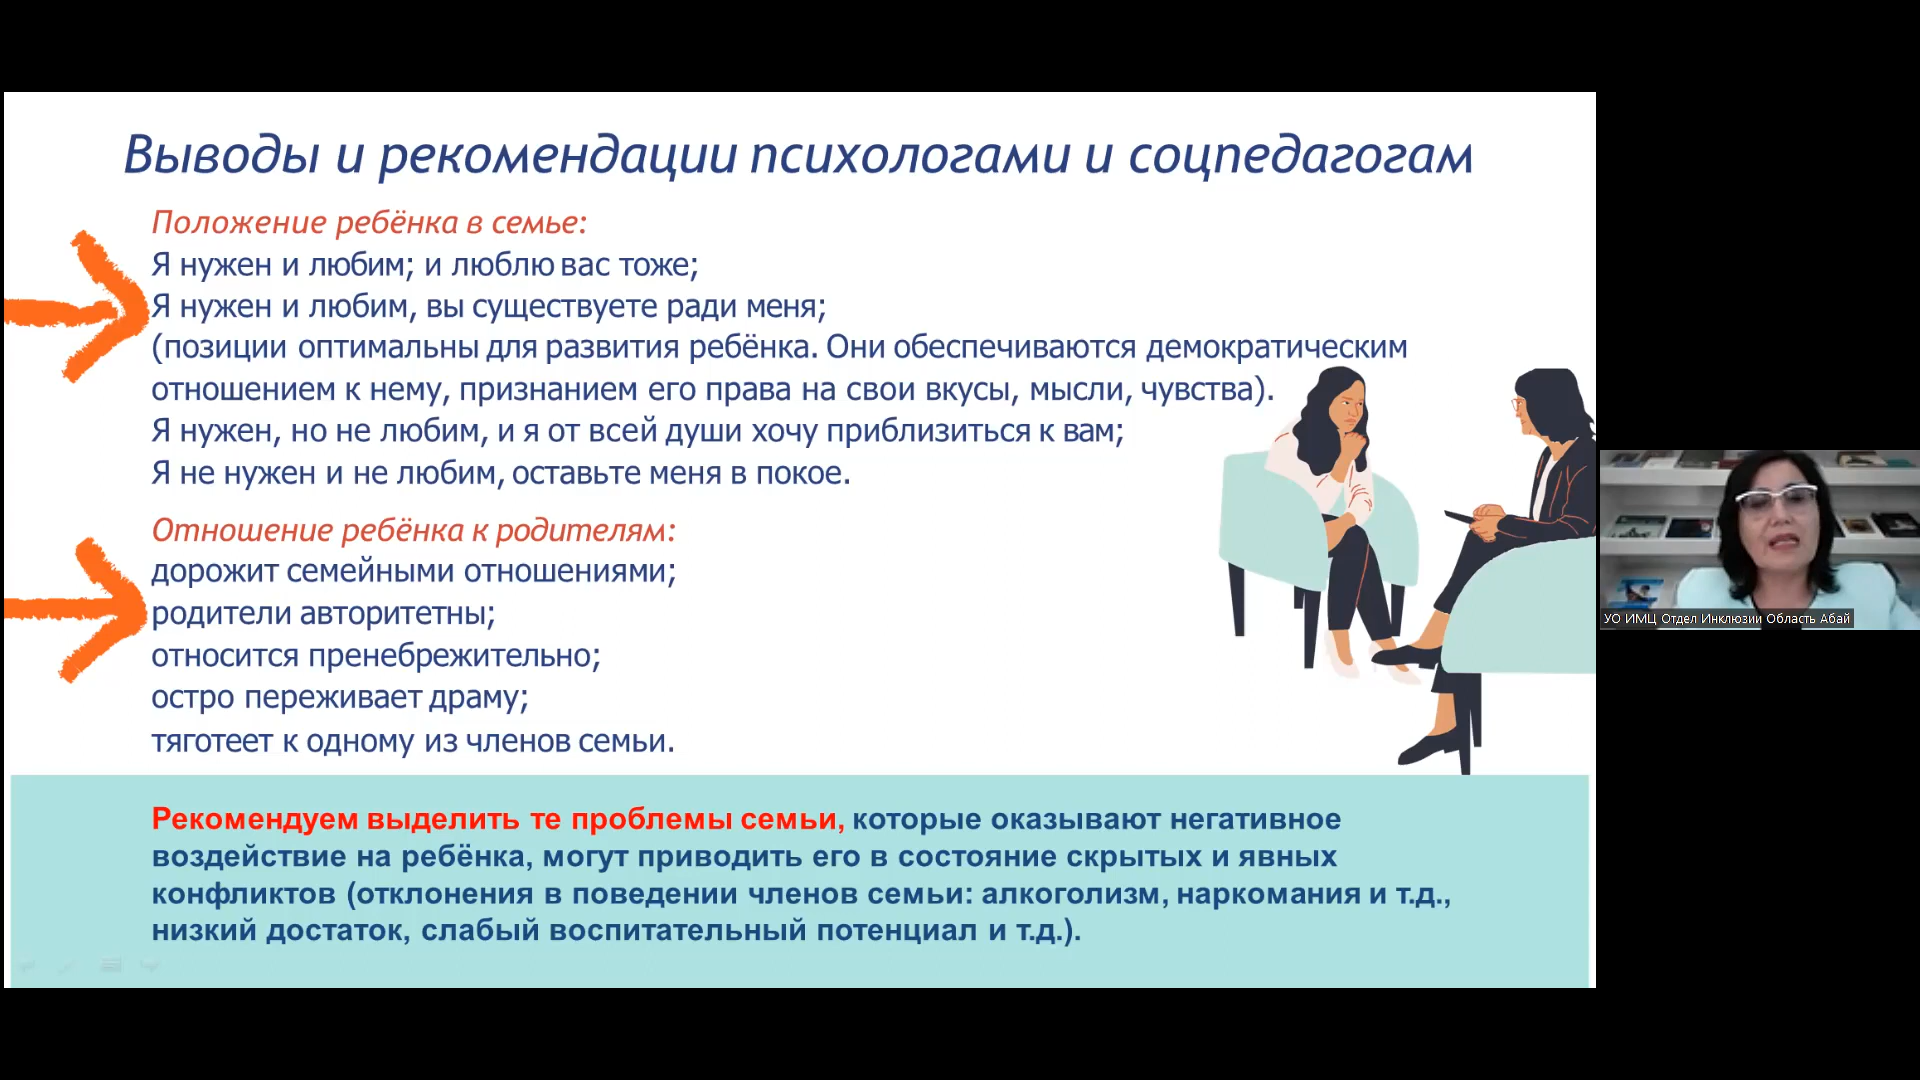 Выводы и рекомендации психологами и соцпедагогам
Положение ребёнка в семье:
Я нужен и любим; и люблю вас тоже;
Я нужен и любим, вы существуете ради меня;
(позиции оптимальны для развития ребёнка. Они обеспечиваются демократическим
отношением к нему, признанием его права на свои вкусы, мысли, чувства).
Я нужен, но не любим, и я от всей души хочу приблизиться к вам;
Я не нужен и не любим, оставьте меня в покое.
Отношение ребёнка к родителям:
дорожит семейными отношениями;
родители авторитетны;
относится пренебрежительно;
остро переживает драму;
тяготеет к одному из членов семьи.
Рекомендуем выделить те проблемы семьи, которые оказывают негативное
воздействие на ребёнка, могут приводить его в состояние скрытых и явных
конфликтов (отклонения в поведении членов семьи: алкоголизм, наркомания и т.д.,
низкий достаток, слабый воспитательный потенциал и т.д.).
УО ИМЦ Отдел Инклюзии Область Абай